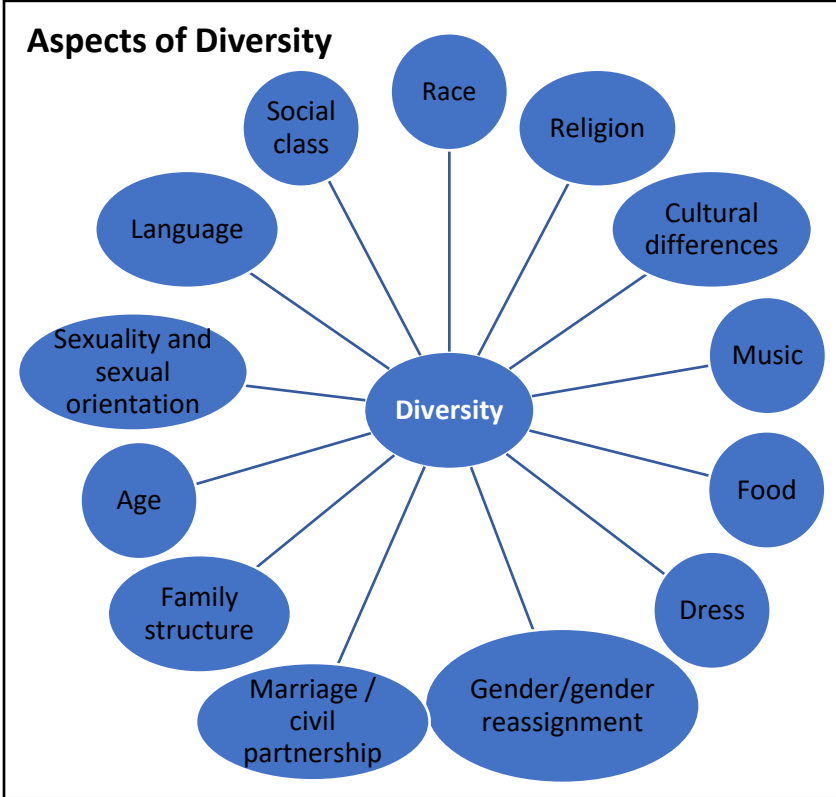 Aspects of Diversity
Race
Social
class
Religion
Language
Cultural
differences
Sexuality and
sexual
orientation
Music
Diversity
Age
Food
Family
structure
Dress
Marriage /
civil
partnership
Gender/gender
reassignment